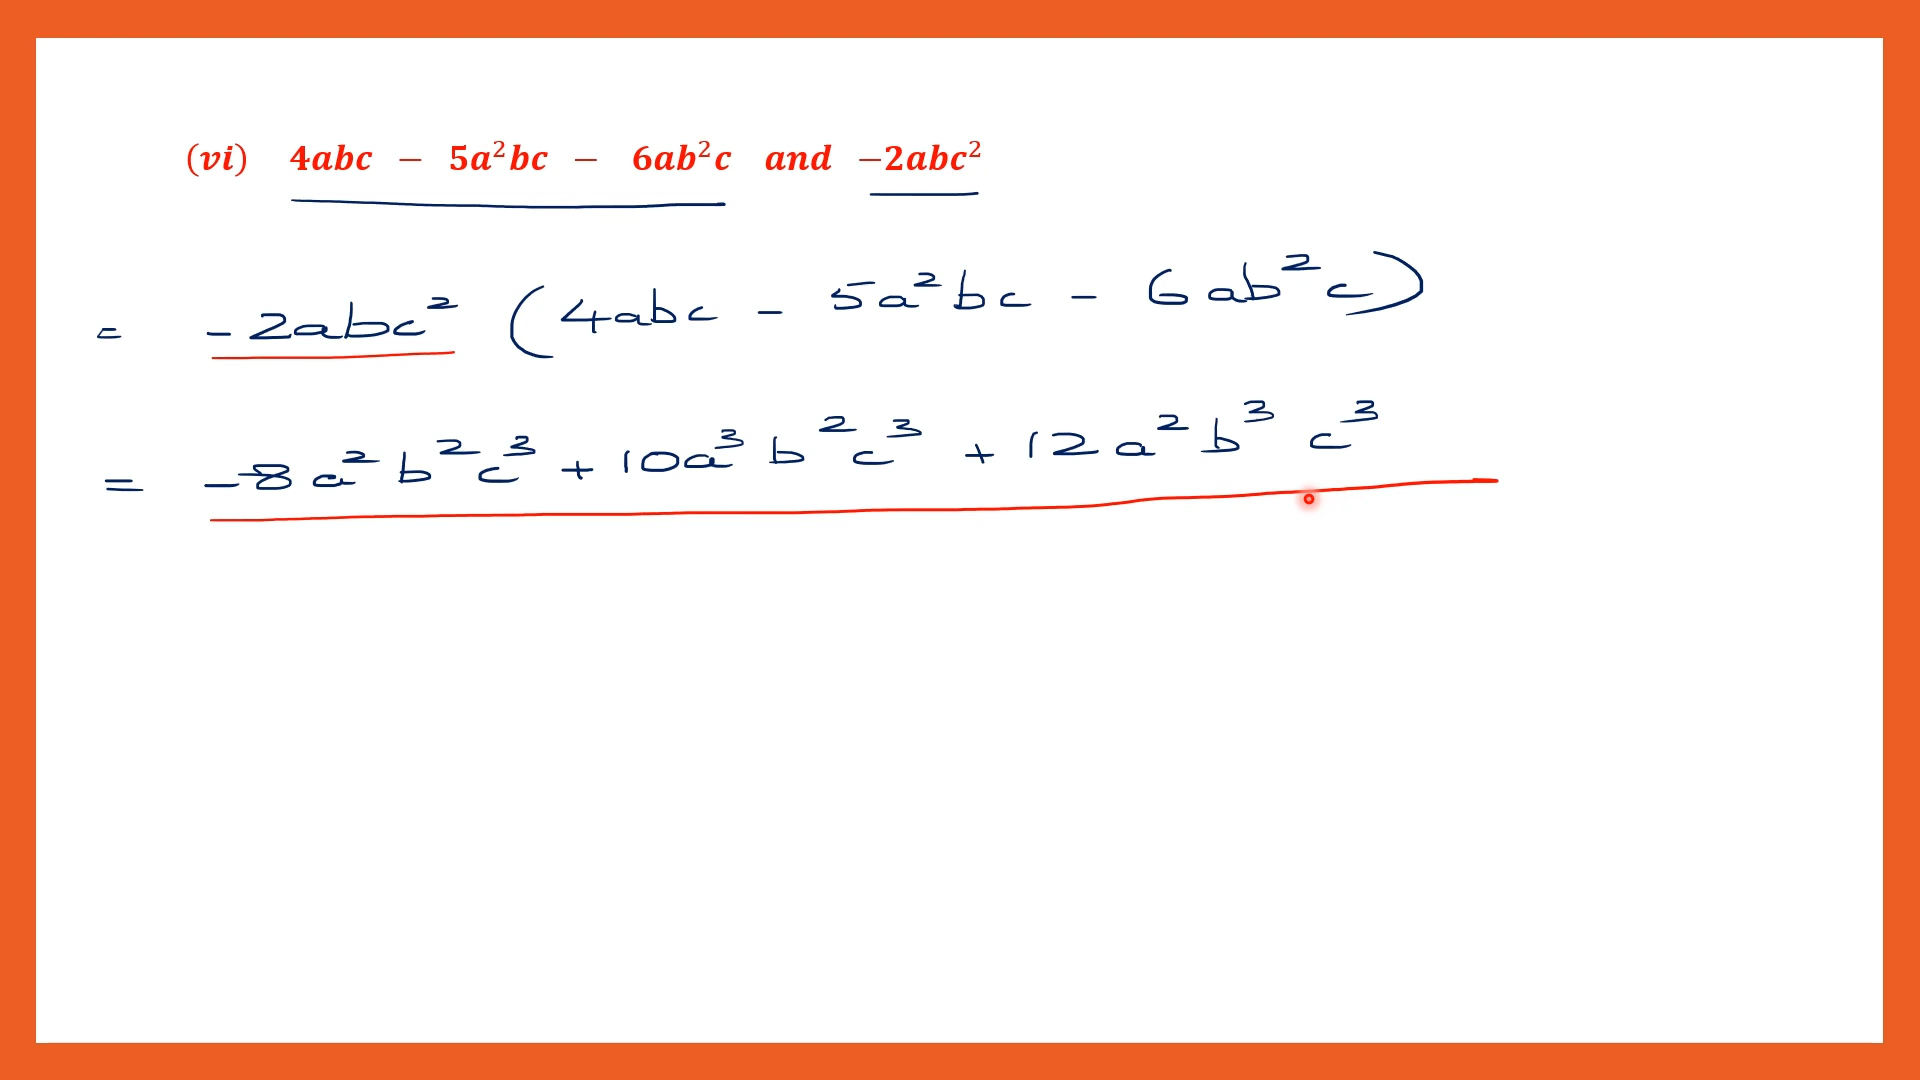 (vi) 4abc − 5a²bc − 6ab²c and −2abc²
= -2abc² (4abc - 5a²bc - 6ab²c)
= -8a²b²c³ + 10a³b²c³ + 12a²b³c³